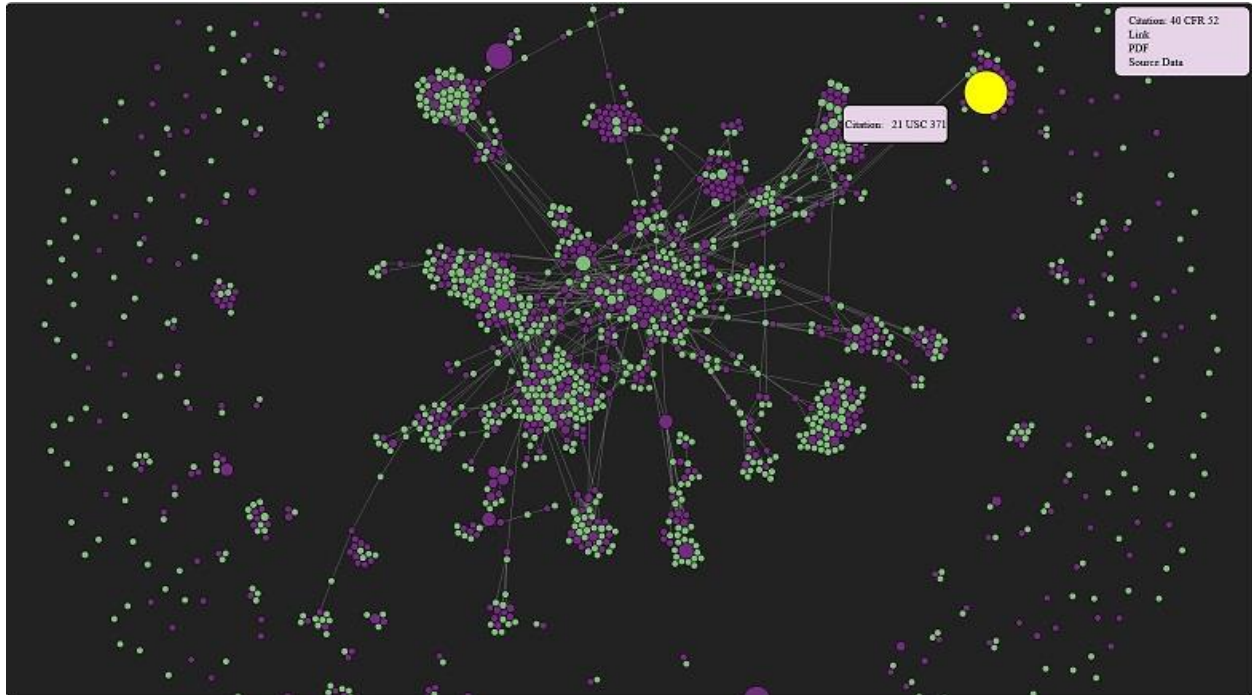 Citation: 40 CFR 52
Link
PDF
Source Data
Citation: 21 USC 371